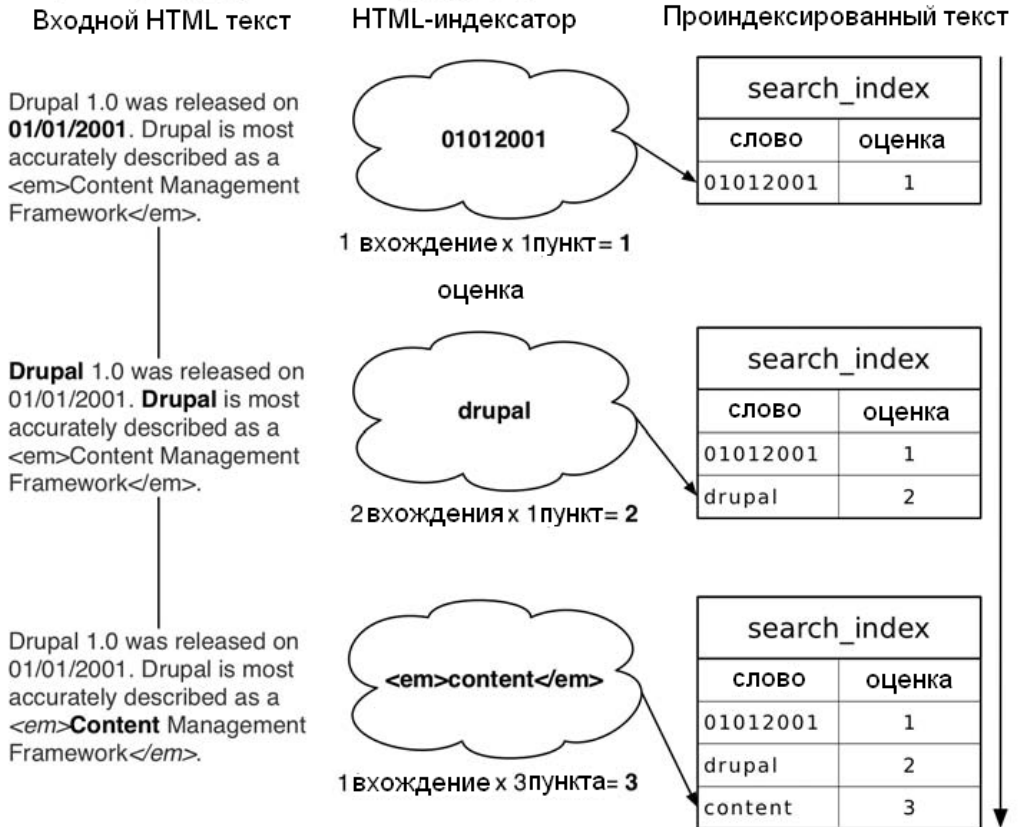 Входной HTML текст
HTML-индексатор
Проиндексированный текст
Drupal 1.0 was released on
01/01/2001. Drupal is most
accurately described as a
<em>Content Management
Framework</em>.
01012001
1 вхождение x 1пункт= 1
оценка
search_index
слово оценка
01012001 1
Drupal 1.0 was released on
01/01/2001. Drupal is most
accurately described as a
<em>Content Management
Framework</em>.
drupal
2вхождения x 1пункт= 2
search_index
слово оценка
01012001 1
drupal 2
Drupal 1.0 was released on
01/01/2001. Drupal is most
accurately described as a
<em>Content Management
Framework</em>.
<em>content</em>
1вхождение x 3пункта= 3
search_index
слово оценка
01012001 1
drupal 2
content 3